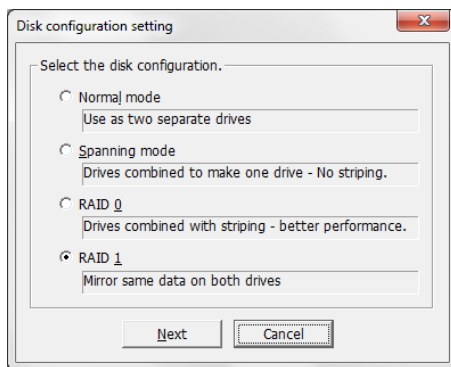 Disk configuration setting
Select the disk configuration.
Normal mode
Use as two separate drives
Spanning mode
Drives combined to make one drive - No striping.
RAID 0
Drives combined with striping - better performance.
RAID 1
Mirror same data on both drives
Next
Cancel